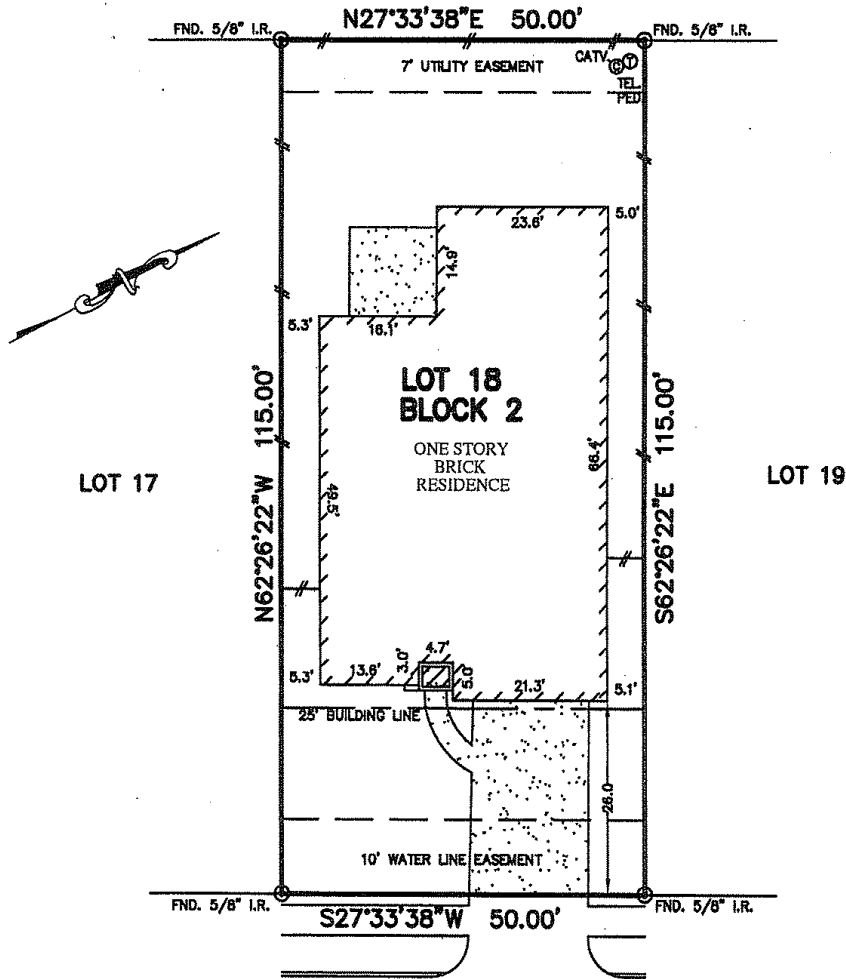 N27°33'38"E 50.00'
FND. 5/8" I.R.
FND. 5/8" I.R.
7' UTILITY EASEMENT
CATV.
C
T
TEL.
PED
23.6'
5.0'
14.9'
5.3'
16.1'
N
LOT 18
BLOCK 2
ONE STORY
BRICK
RESIDENCE
LOT 17
LOT 19
N62°26'22"W 115.00'
49.5'
66.4'
S62°26'22"E 115.00'
4.7'
3.0'
5.0'
5.3'
13.6'
21.3'
5.1'
25' BUILDING LINE
26.0
10' WATER LINE EASEMENT
FND. 5/8" I.R.
FND. 5/8" I.R.
S27°33'38"W 50.00'